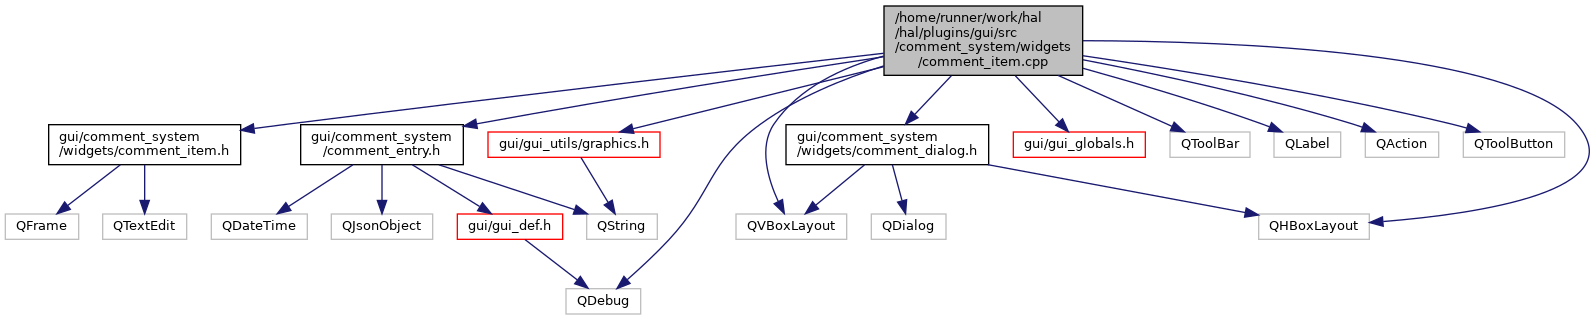 /home/runner/work/hal
/hal/plugins/gui/src
/comment_system/widgets
/comment_item.cpp
gui/comment_system
/widgets/comment_item.h
gui/comment_system
/comment_entry.h
gui/gui_utils/graphics.h
gui/comment_system
/widgets/comment_dialog.h
gui/gui_globals.h
QToolBar
QLabel
QAction
QToolButton
QFrame
QTextEdit
QDateTime
QJsonObject
gui/gui_def.h
QString
QVBoxLayout
QDialog
QHBoxLayout
QDebug